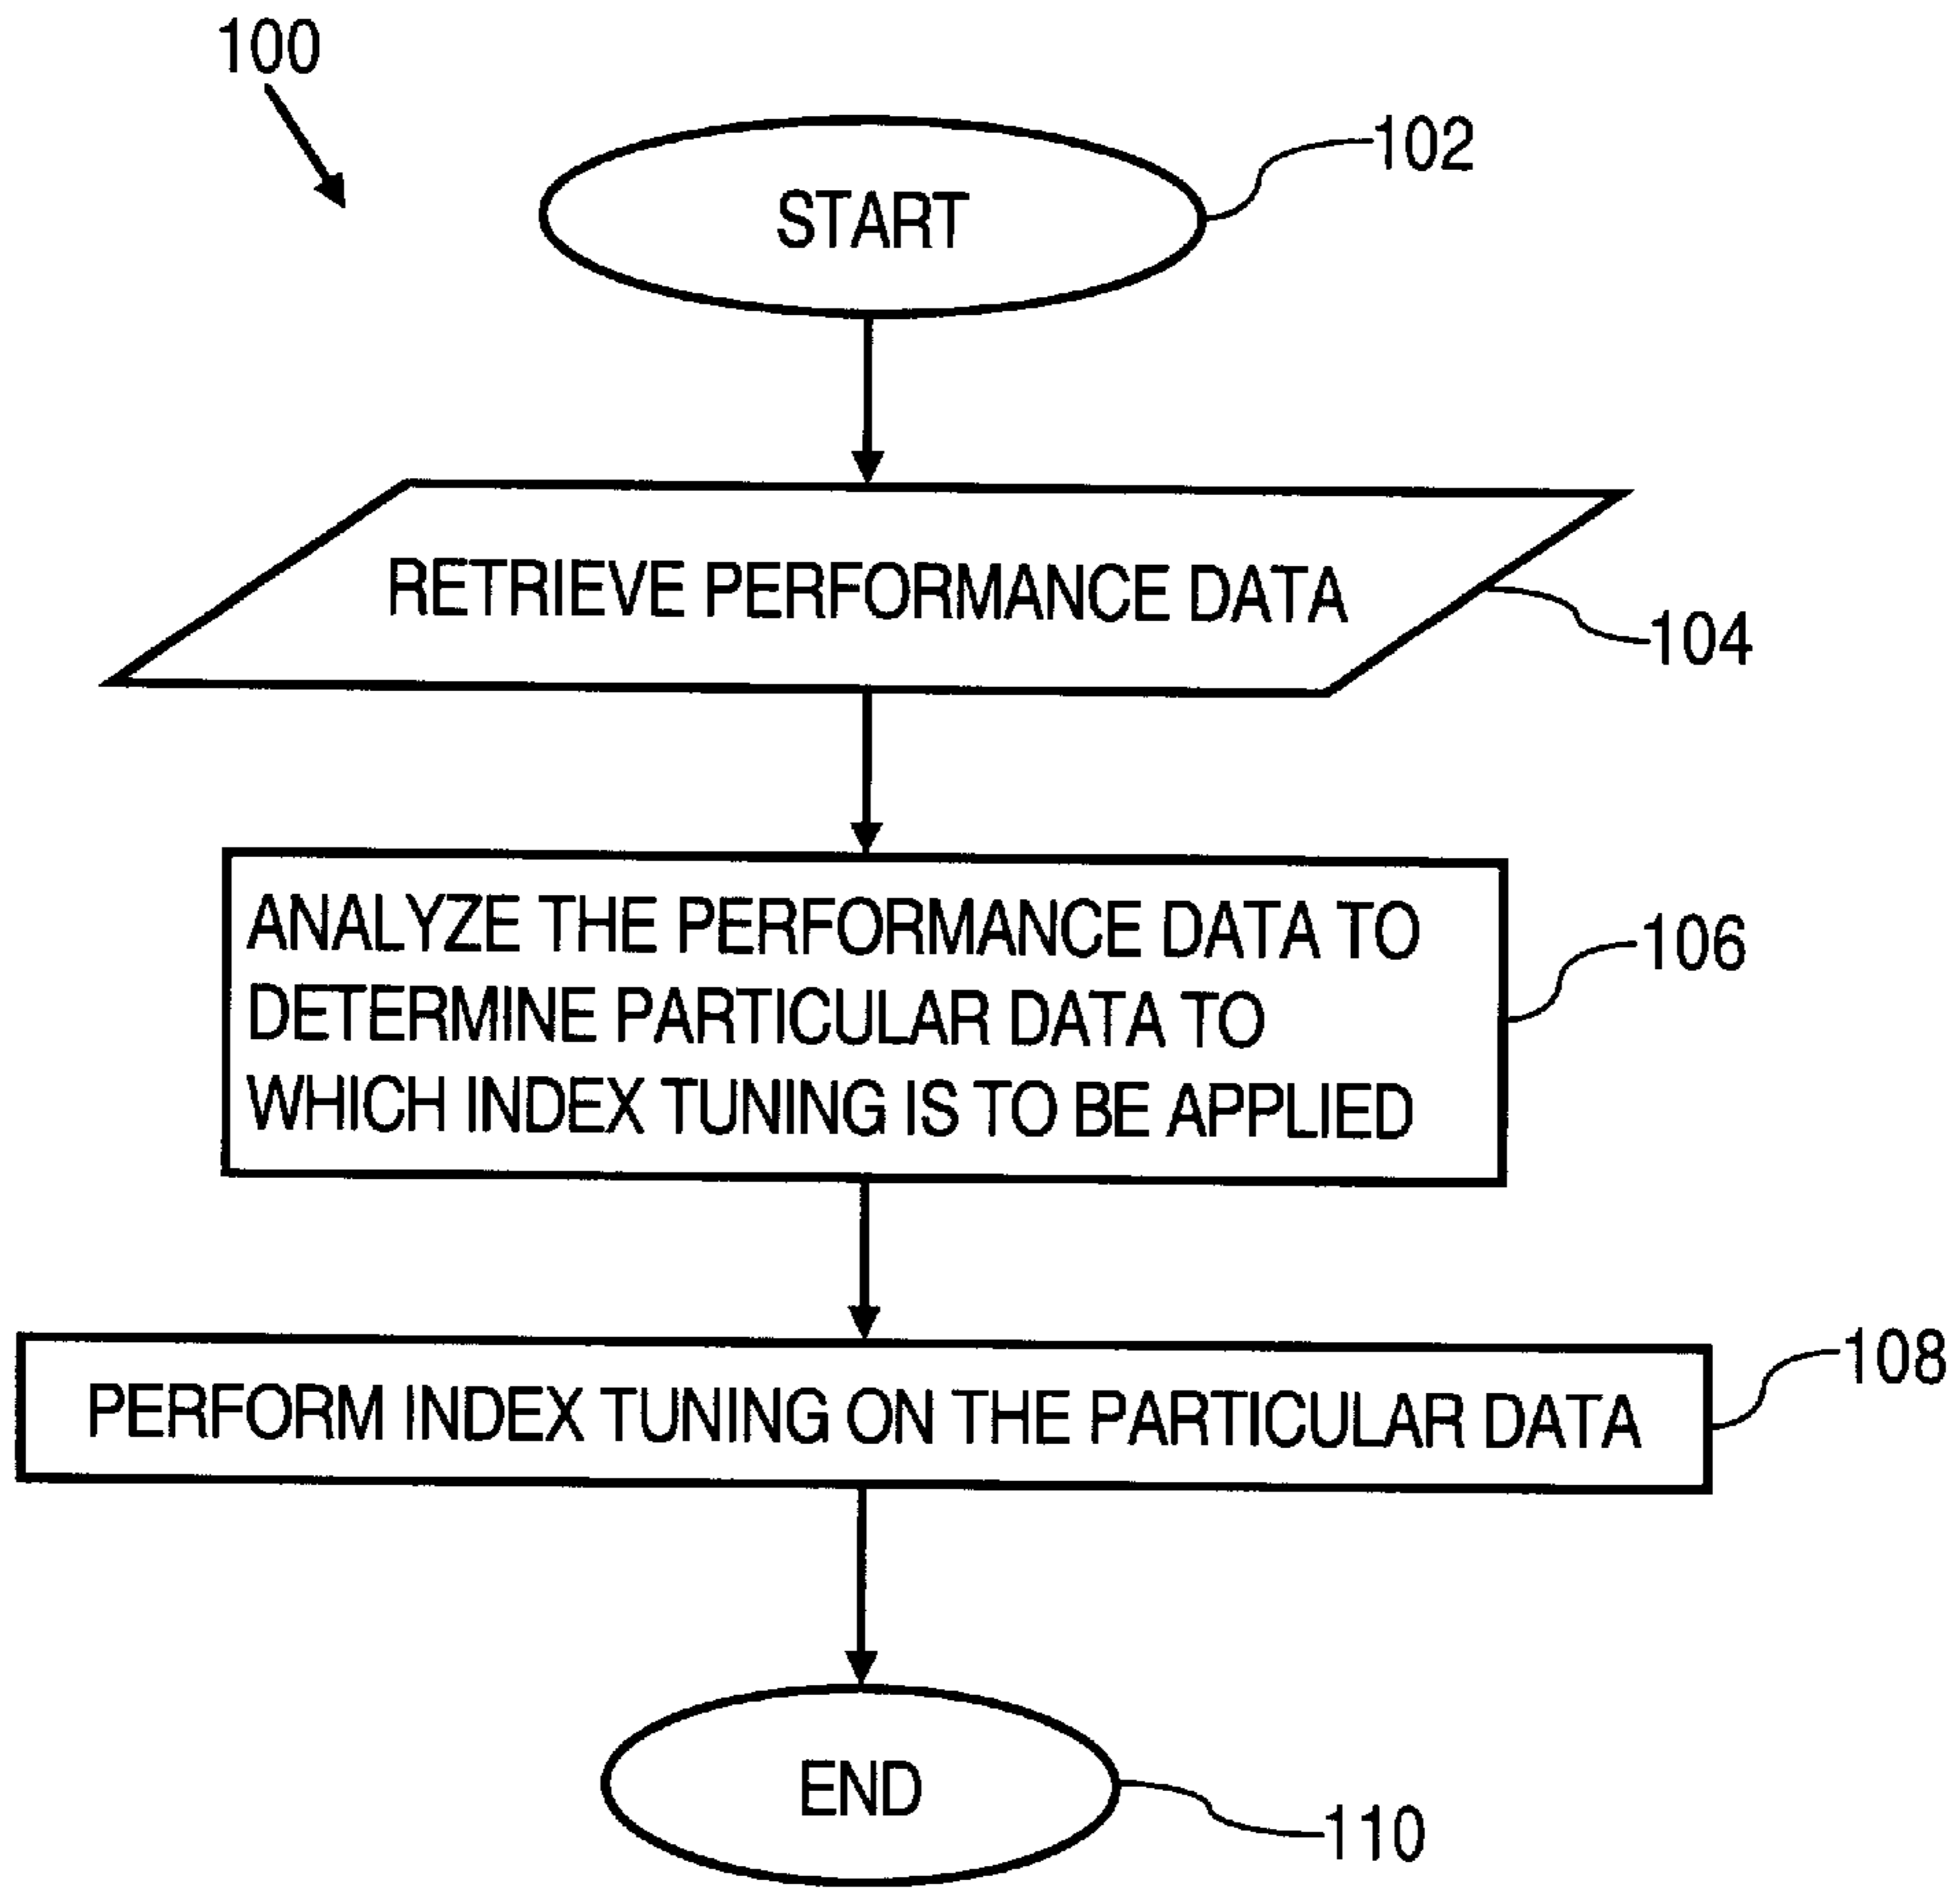 100
START
102
RETRIEVE PERFORMANCE DATA
104
ANALYZE THE PERFORMANCE DATA TO
DETERMINE PARTICULAR DATA TO
WHICH INDEX TUNING IS TO BE APPLIED
106
PERFORM INDEX TUNING ON THE PARTICULAR DATA
108
END
110